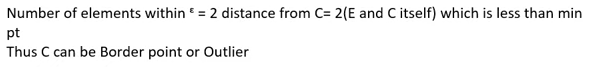 Number of elements within ε = 2 distance from C= 2(E and C itself) which is less than min
pt
Thus C can be Border point or Outlier